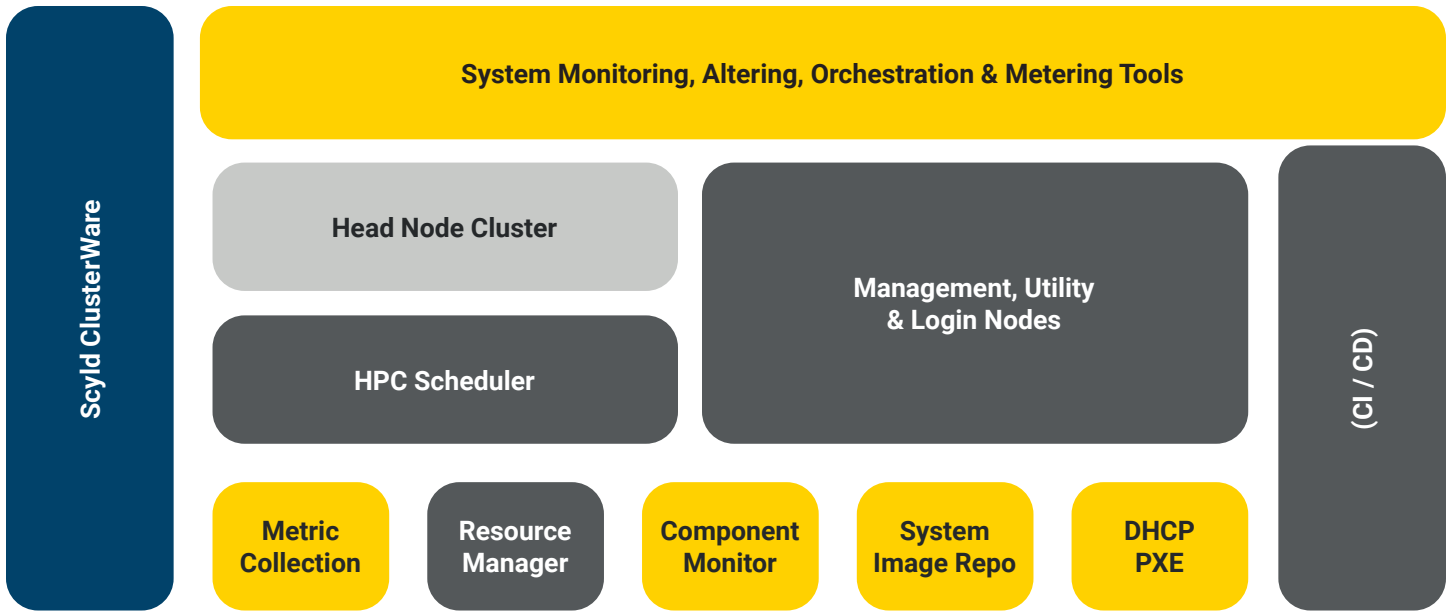 Scyld ClusterWare
System Monitoring, Altering, Orchestration & Metering Tools
Head Node Cluster
Management, Utility
& Login Nodes
HPC Scheduler
(CI / CD)
Metric
Collection
Resource
Manager
Component
Monitor
System
Image Repo
DHCP
PXE